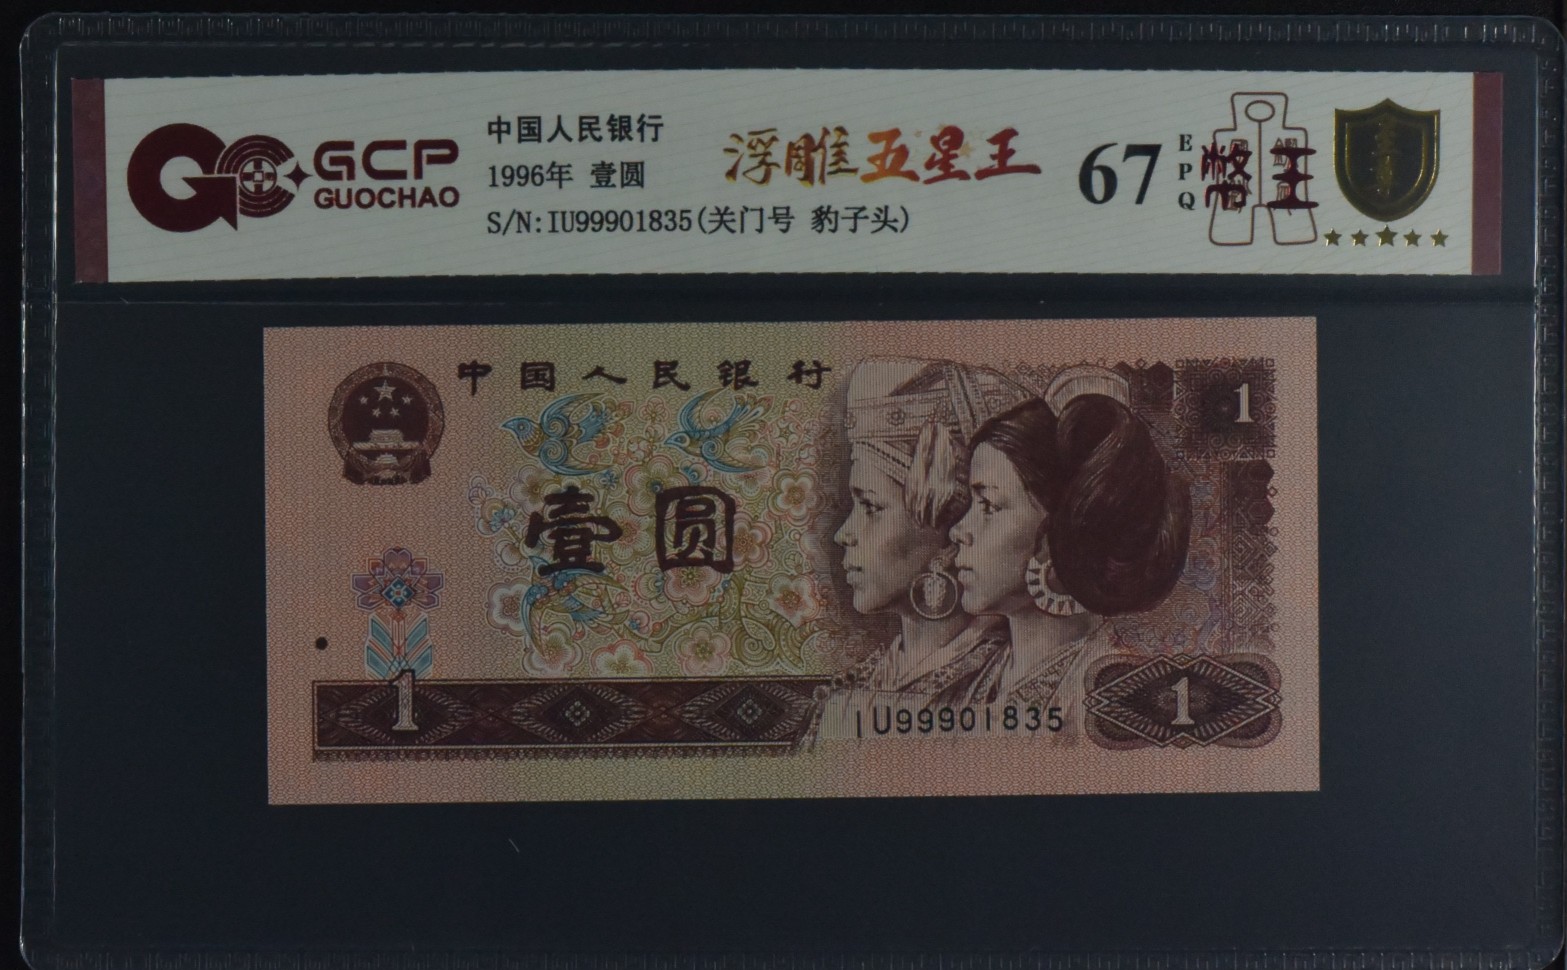 GCP
GUOCHAO
中国人民银行
1996年 壹圆
S/N:IU99901835(关门号 豹子头)
浮雕五星王
67
EPQ
中国人民银行
1
壹圆
1
IU99901835
1